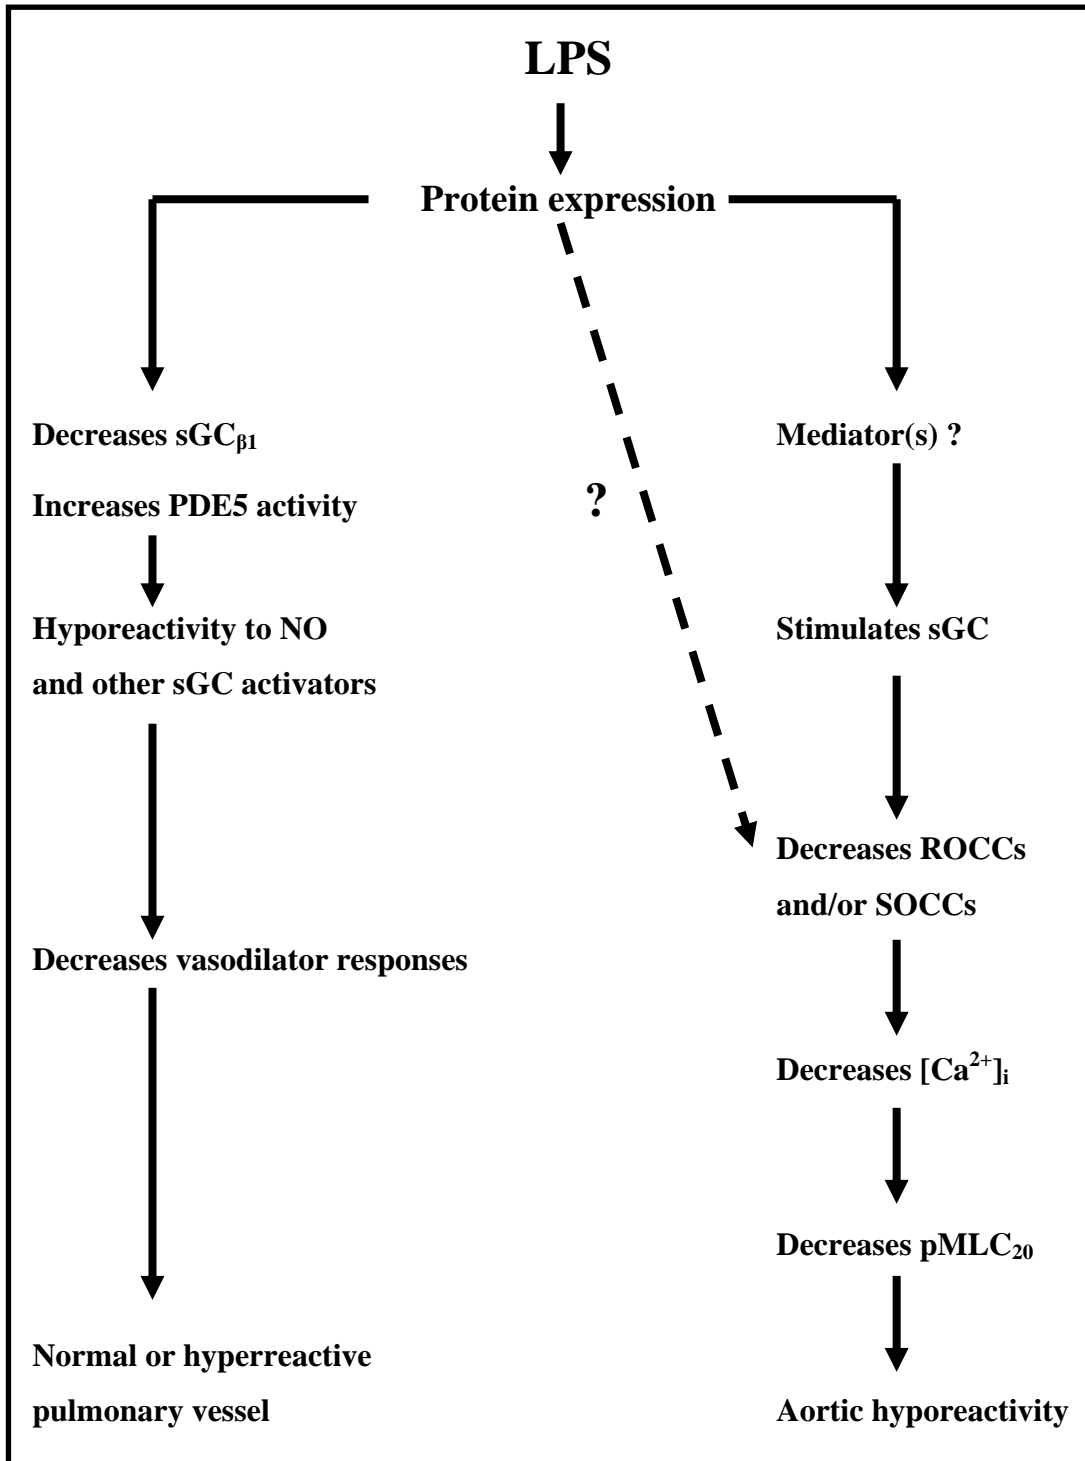 LPS
Protein expression
Decreases sGCβ1
Increases PDE5 activity
Hyporeactivity to NO
and other sGC activators
Decreases vasodilator responses
Normal or hyperreactive
pulmonary vessel
?
Mediator(s) ?
Stimulates sGC
Decreases ROCCs
and/or SOCCs
Decreases [Ca²⁺]ᵢ
Decreases pMLC₂₀
Aortic hyporeactivity